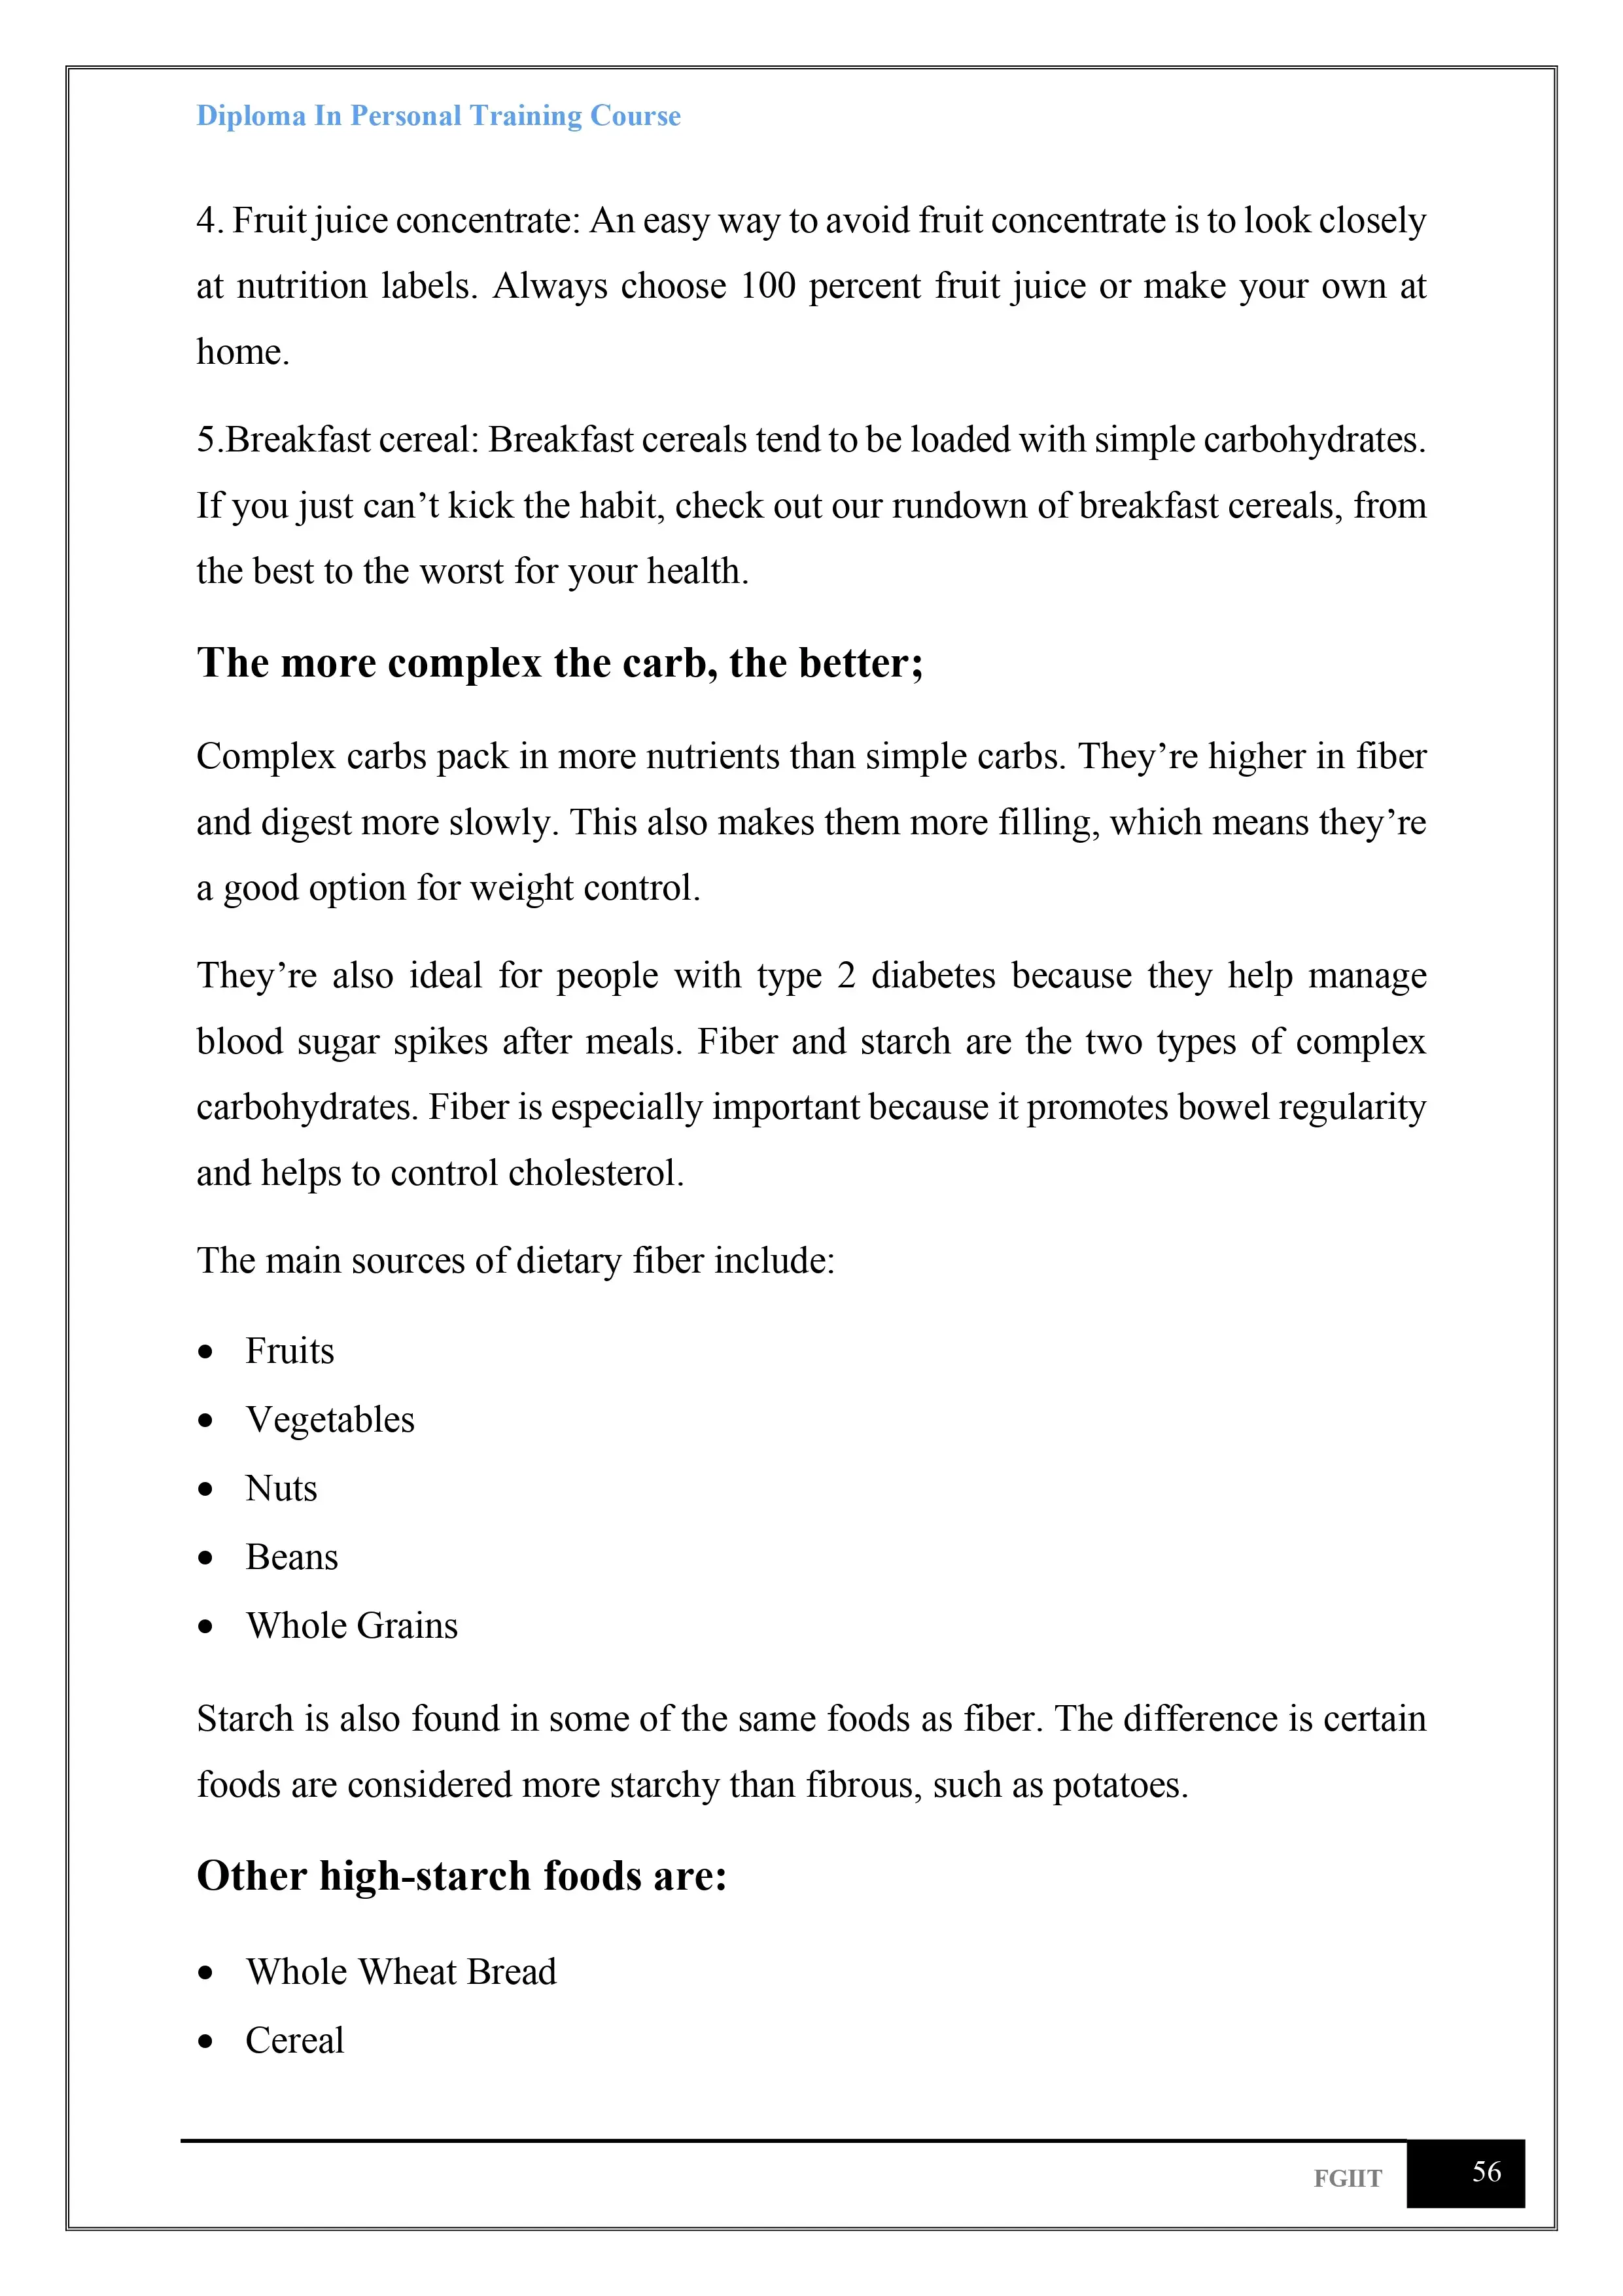 Diploma In Personal Training Course
4. Fruit juice concentrate: An easy way to avoid fruit concentrate is to look closely
at nutrition labels. Always choose 100 percent fruit juice or make your own at
home.
5.Breakfast cereal: Breakfast cereals tend to be loaded with simple carbohydrates.
If you just can’t kick the habit, check out our rundown of breakfast cereals, from
the best to the worst for your health.
The more complex the carb, the better;
Complex carbs pack in more nutrients than simple carbs. They’re higher in fiber
and digest more slowly. This also makes them more filling, which means they’re
a good option for weight control.
They’re also ideal for people with type 2 diabetes because they help manage
blood sugar spikes after meals. Fiber and starch are the two types of complex
carbohydrates. Fiber is especially important because it promotes bowel regularity
and helps to control cholesterol.
The main sources of dietary fiber include:
• Fruits
• Vegetables
• Nuts
• Beans
• Whole Grains
Starch is also found in some of the same foods as fiber. The difference is certain
foods are considered more starchy than fibrous, such as potatoes.
Other high-starch foods are:
• Whole Wheat Bread
• Cereal
FGIIT 56